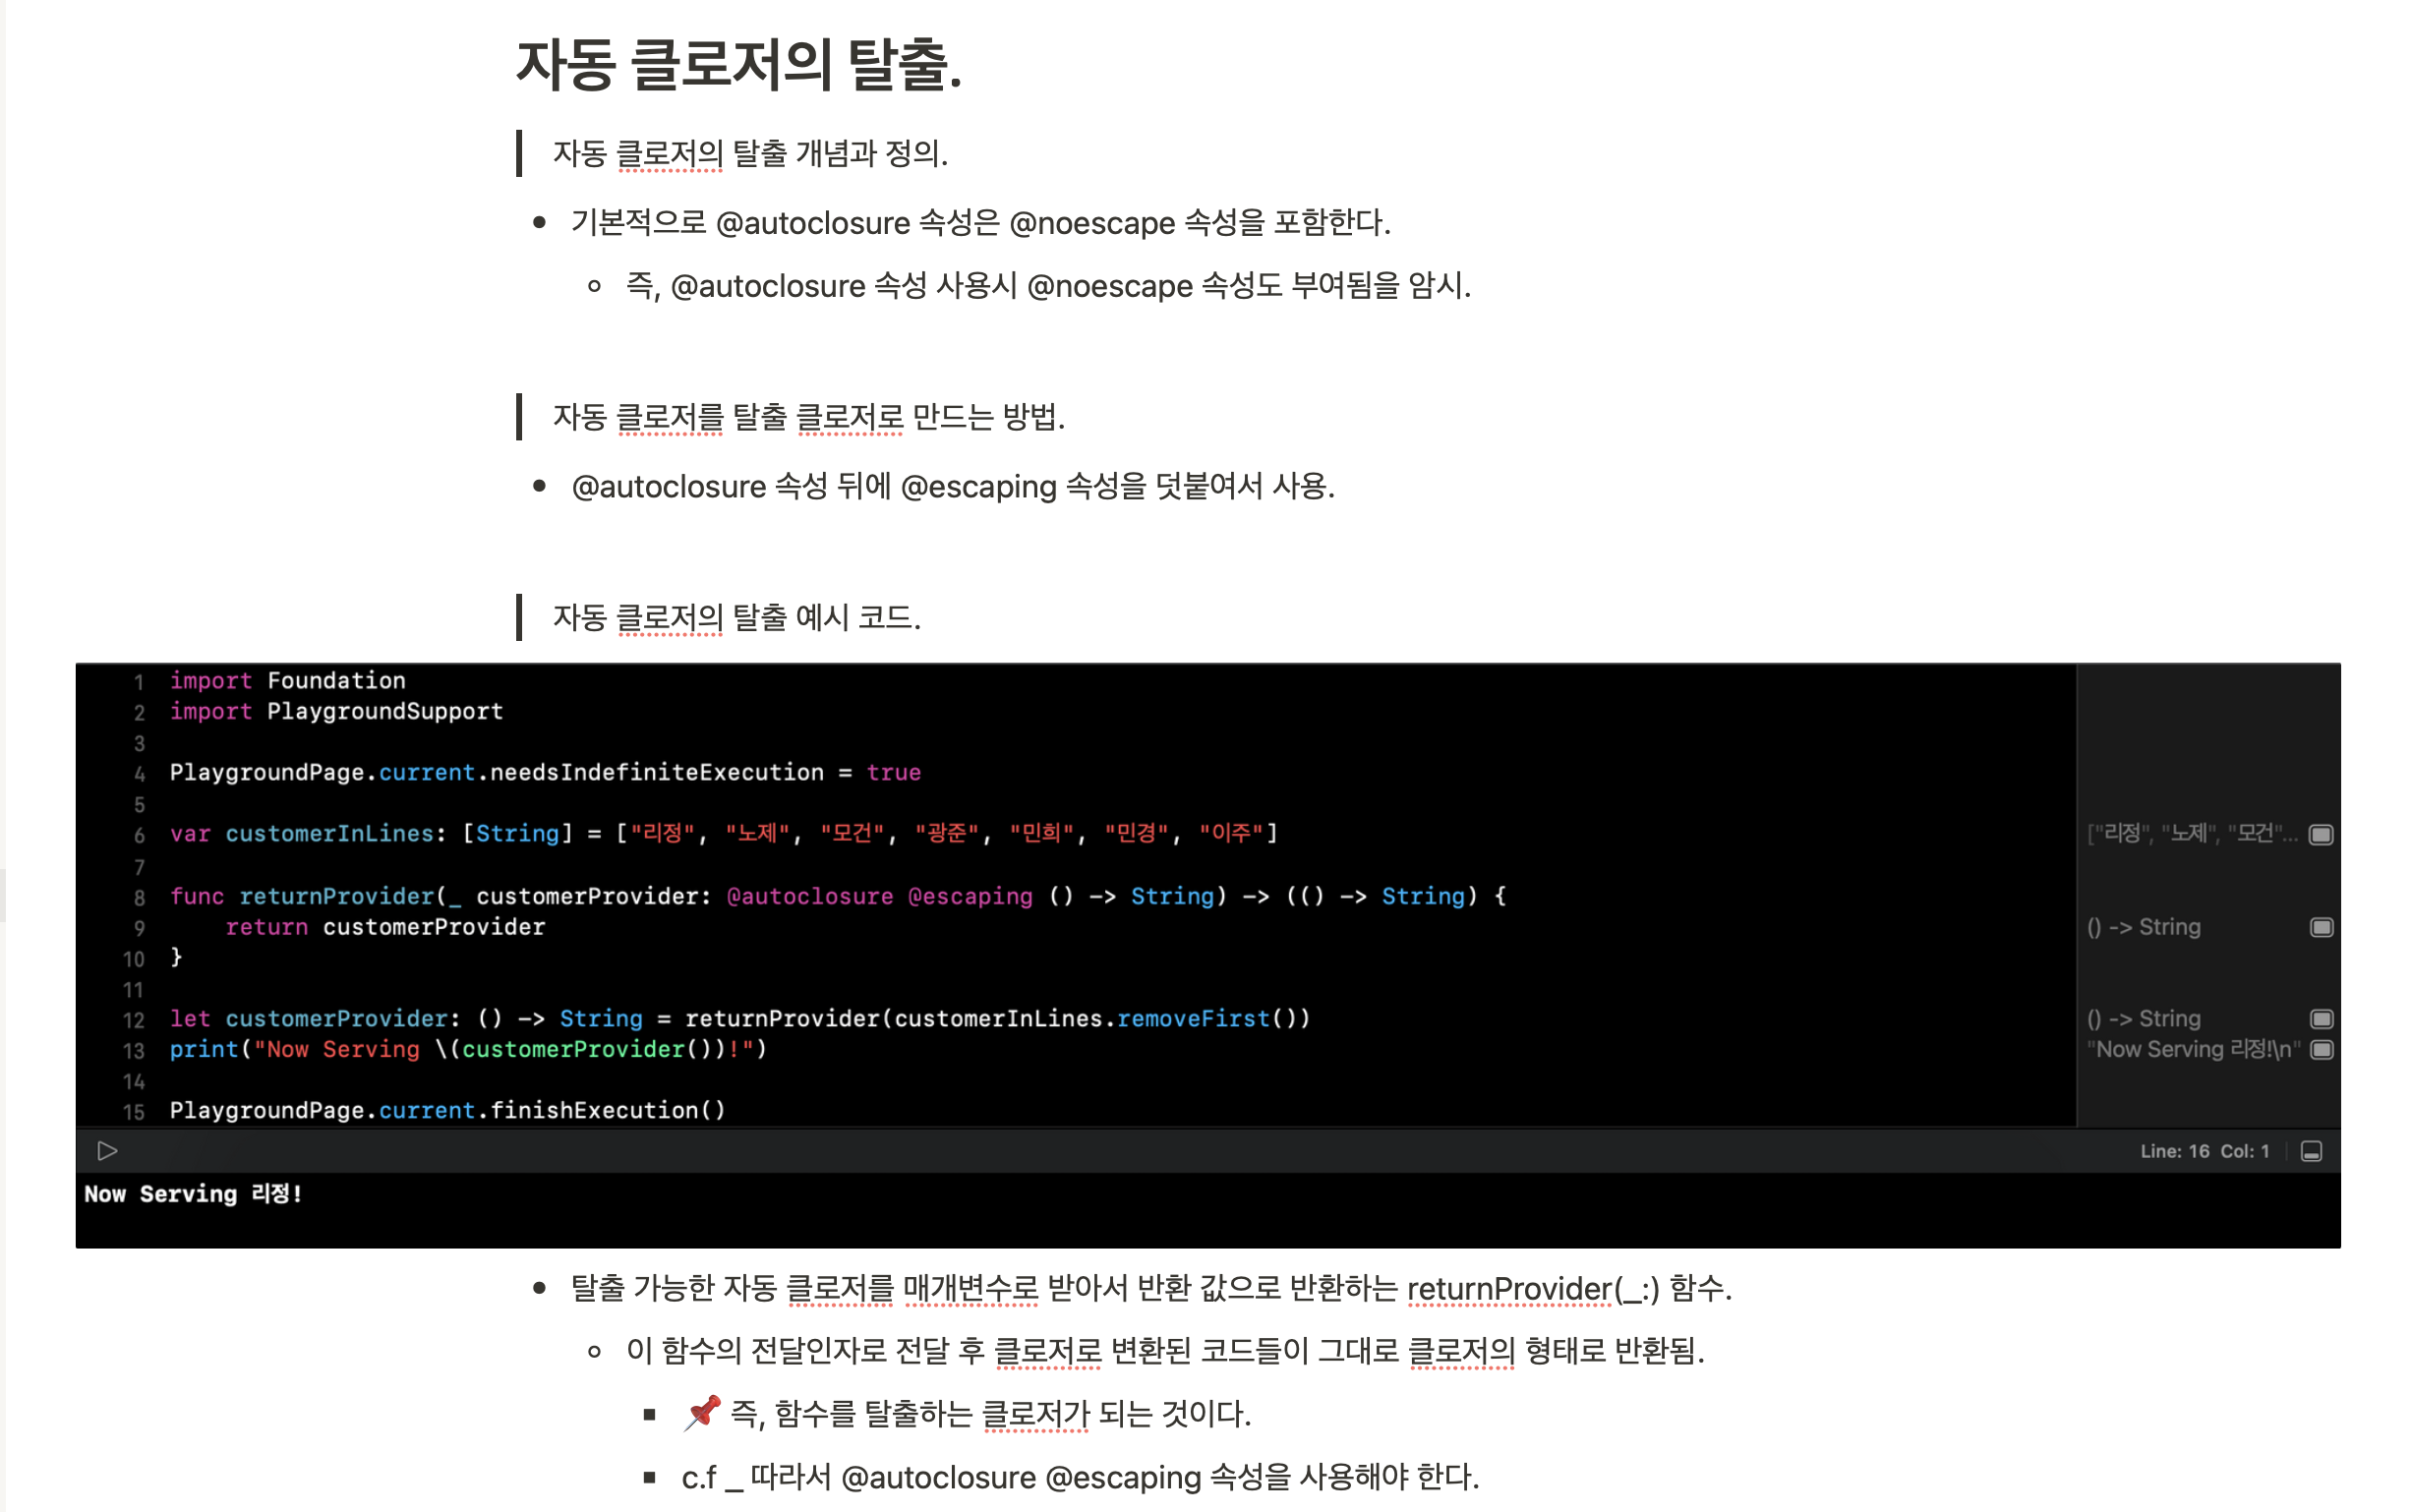 자동 클로저의 탈출.
자동 클로저의 탈출 개념과 정의.
• 기본적으로 @autoclosure 속성은 @noescape 속성을 포함한다.
◦ 즉, @autoclosure 속성 사용시 @noescape 속성도 부여됨을 암시.
자동 클로저를 탈출 클로저로 만드는 방법.
• @autoclosure 속성 뒤에 @escaping 속성을 덧붙여서 사용.
자동 클로저의 탈출 예시 코드.
1 import Foundation
2 import PlaygroundSupport
3
4 PlaygroundPage.current.needsIndefiniteExecution = true
5
6 var customerInLines: [String] = ["리정", "노제", "모건", "광준", "민희", "민경", "이주"] ["리정", "노제", "모건"...
7
8 func returnProvider(_ customerProvider: @autoclosure @escaping () -> String) -> (() -> String) {
9 return customerProvider () -> String
10 }
11
12 let customerProvider: () -> String = returnProvider(customerInLines.removeFirst()) () -> String
13 print("Now Serving \(customerProvider())!") "Now Serving 리정!\n"
14
15 PlaygroundPage.current.finishExecution()
Line: 16 Col: 1
Now Serving 리정!
• 탈출 가능한 자동 클로저를 매개변수로 받아서 반환 값으로 반환하는 returnProvider(_:) 함수.
◦ 이 함수의 전달인자로 전달 후 클로저로 변환된 코드들이 그대로 클로저의 형태로 반환됨.
▪ 📌 즉, 함수를 탈출하는 클로저가 되는 것이다.
▪ c.f _ 따라서 @autoclosure @escaping 속성을 사용해야 한다.